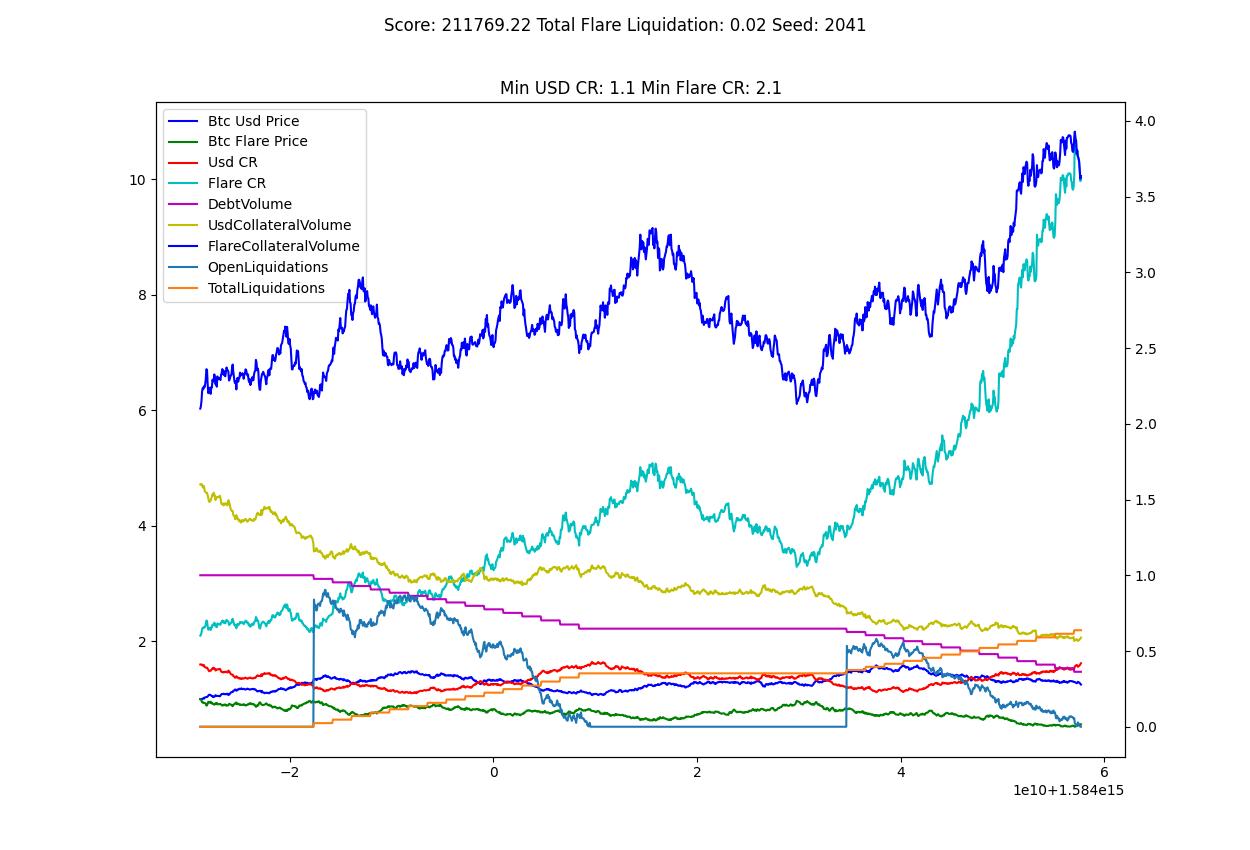 Score: 211769.22 Total Flare Liquidation: 0.02 Seed: 2041
Min USD CR: 1.1 Min Flare CR: 2.1
Btc Usd Price
Btc Flare Price
Usd CR
Flare CR
DebtVolume
UsdCollateralVolume
FlareCollateralVolume
OpenLiquidations
TotalLiquidations
10
8
6
4
2
4.0
3.5
3.0
2.5
2.0
1.5
1.0
0.5
0.0
−2 0 2 4 6
1e10+1.584e15